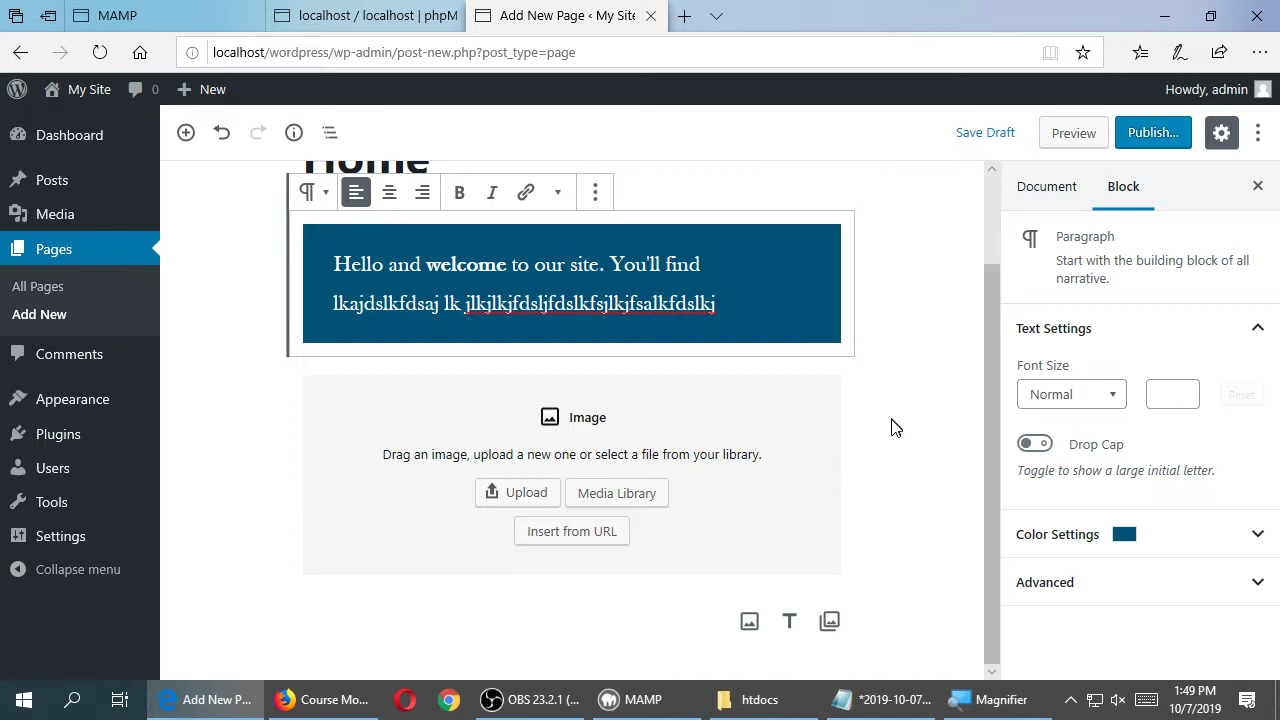 MAMP
localhost / localhost | phpM
Add New Page ‹ My Site
localhost/wordpress/wp-admin/post-new.php?post_type=page
My Site
0
New
Howdy, admin
Dashboard
Posts
Media
Pages
All Pages
Add New
Comments
Appearance
Plugins
Users
Tools
Settings
Collapse menu
Save Draft
Preview
Publish...
Home
B
I
Hello and welcome to our site. You'll find
lkajdslkfdsaj lk jlkjlkjfdsljfdslkfsjlkjfsalkfdslkj
Image
Drag an image, upload a new one or select a file from your library.
Upload
Media Library
Insert from URL
Document
Block
Paragraph
Start with the building block of all
narrative.
Text Settings
Font Size
Normal
Reset
Drop Cap
Toggle to show a large initial letter.
Color Settings
Advanced
Add New P...
Course Mo...
OBS 23.2.1 (...
MAMP
htdocs
*2019-10-07...
Magnifier
1:49 PM
10/7/2019